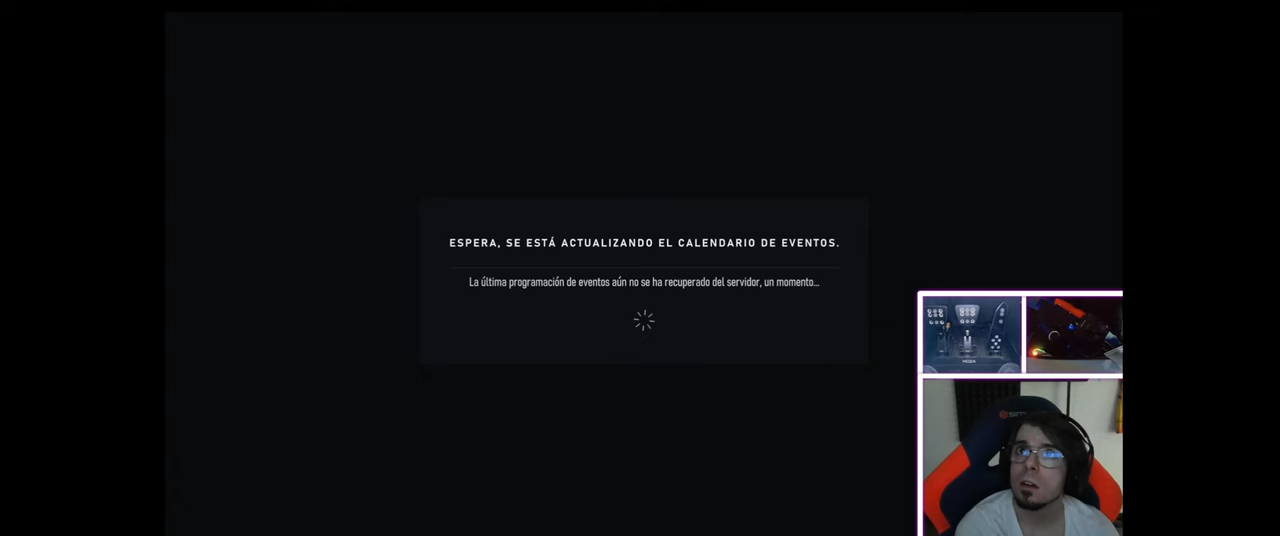 ESPERA, SE ESTÁ ACTUALIZANDO EL CALENDARIO DE EVENTOS.
La última programación de eventos aún no se ha recuperado del servidor, un momento...
MOZA